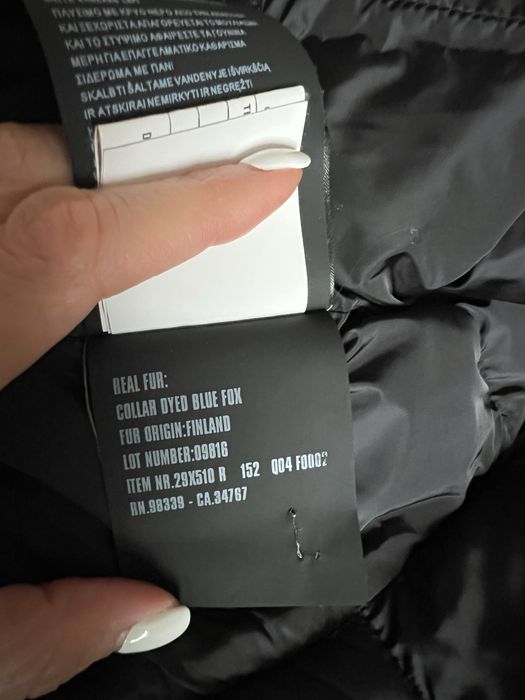 ΚΑΙ ΤΟ ΣΤΥΨΙΜΟ ΑΦΑΙΡΕΣΤΕ ΤΑ ΓΟΥΝΙΝΑ
ΜΕΡΗ ΓΙΑ ΕΠΑΓΓΕΛΜΑΤΙΚΟ ΚΑΘΑΡΙΣΜΑ
ΣΙΔΕΡΩΜΑ ΜΕ ΠΑΝΙ
SKALBTI ŠALTAME VANDENYJE IŠVIRKŠČIĄ
IR ATSKIRAI NEMIRKYTI IR NEGRĘŽTI
REAL FUR:
COLLAR DYED BLUE FOX
FUR ORIGIN:FINLAND
LOT NUMBER:09816
ITEM NR.29X510 R 152 Q04 F0002
RN.98339 - CA.34767